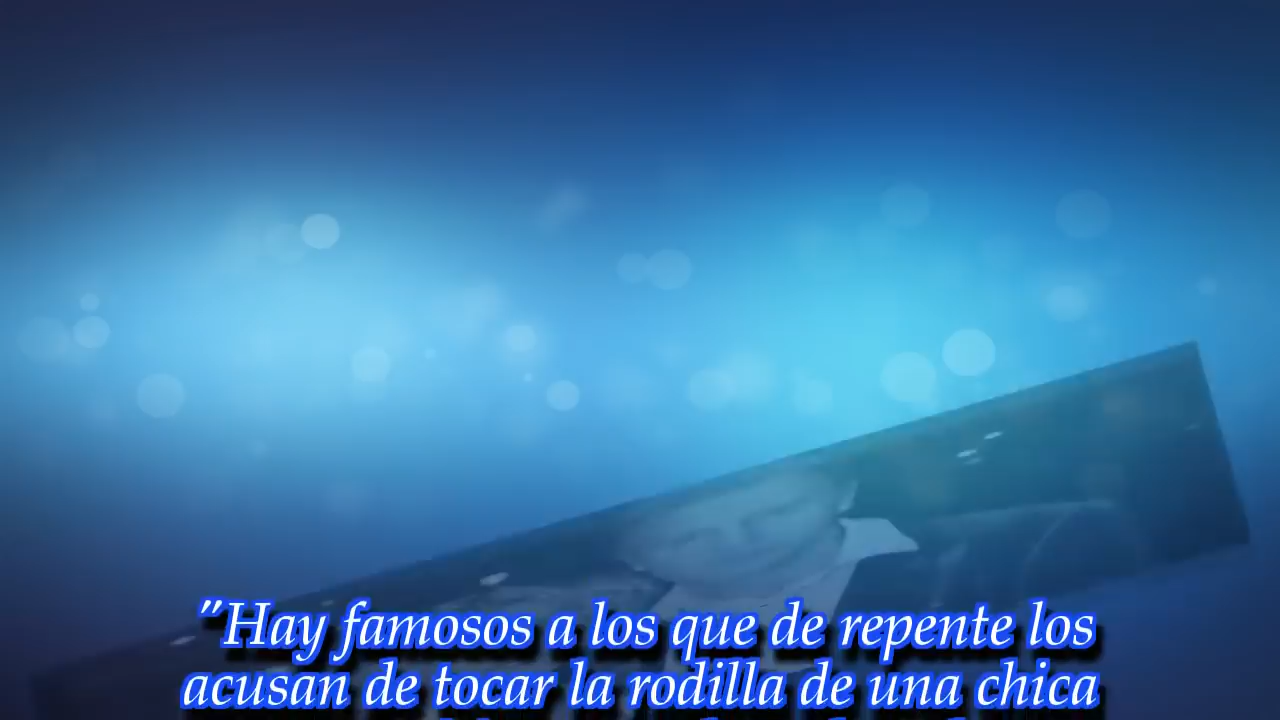 "Hay famosos a los que de repente los
acusan de tocar la rodilla de una chica